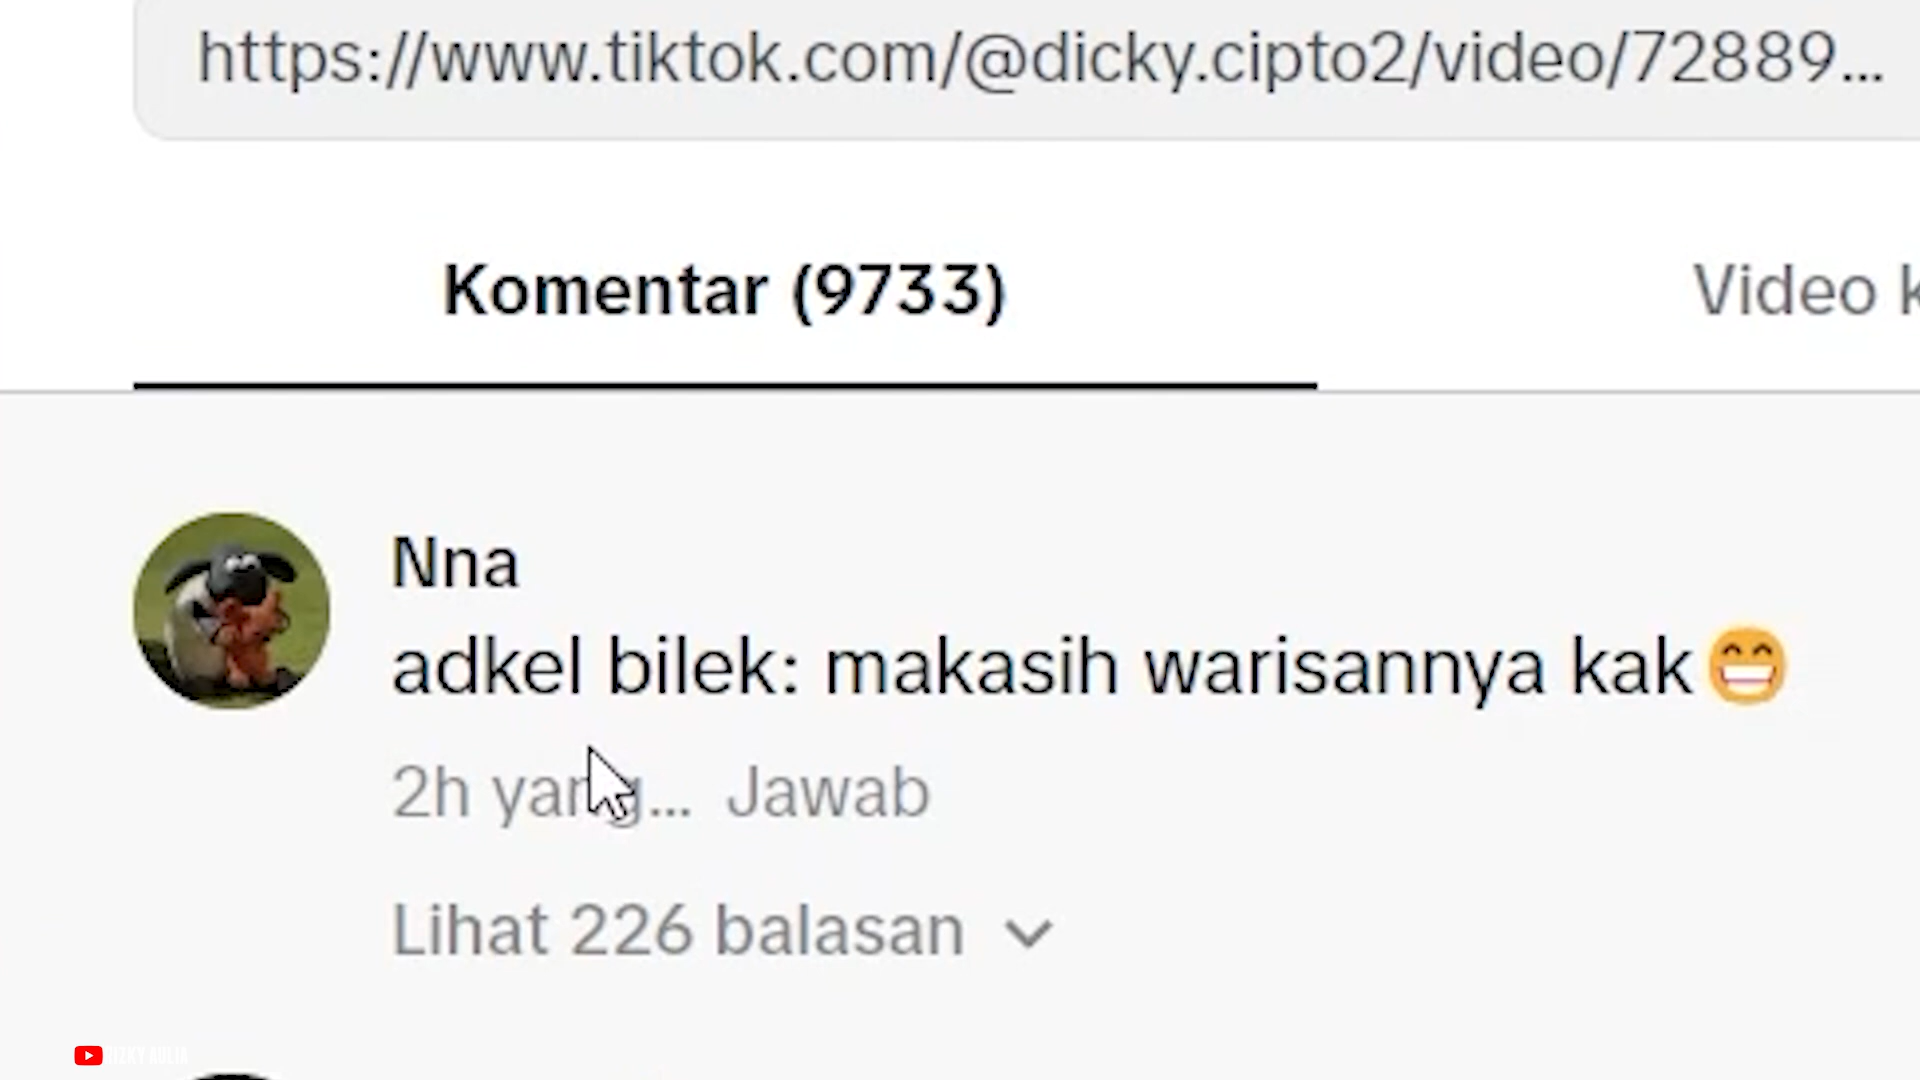 https://www.tiktok.com/@dicky.cipto2/video/72889...
Komentar (9733)
Video
Nna
adkel bilek: makasih warisannya kak😁
2h yang... Jawab
Lihat 226 balasan